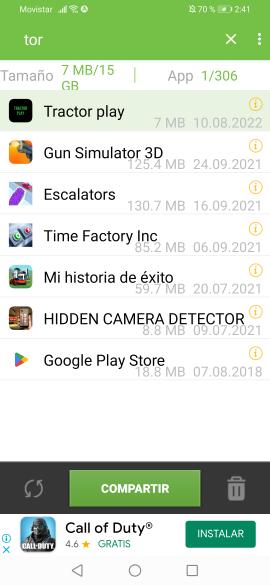 Movistar 70 % 2:41
tor
Tamaño 7 MB/15 GB App 1/306
Tractor play
7 MB 10.08.2022
Gun Simulator 3D
125.4 MB 24.09.2021
Escalators
130.7 MB 16.09.2021
Time Factory Inc
85.2 MB 06.09.2021
Mi historia de éxito
59.7 MB 20.07.2021
HIDDEN CAMERA DETECTOR
8.8 MB 09.07.2021
Google Play Store
18.8 MB 07.08.2018
COMPARTIR
Call of Duty®
4.6 ★ GRATIS
INSTALAR
CALL·DUTY